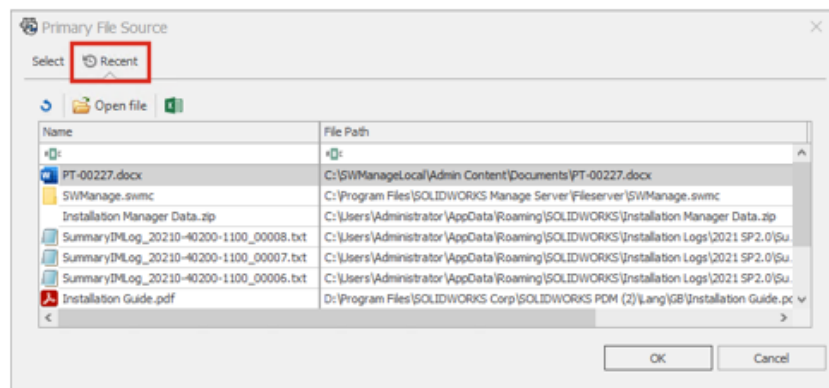 Primary File Source
Select Recent
Open file
Name File Path
PT-00227.docx C:\SWManageLocal\Admin Content\Documents\PT-00227.docx
SWManage.swmc C:\Program Files\SOLIDWORKS Manage Server\Fileserver\SWManage.swmc
Installation Manager Data.zip C:\Users\Administrator\AppData\Roaming\SOLIDWORKS\Installation Manager Data.zip
SummaryIMLog_20210-40200-1100_00008.txt C:\Users\Administrator\AppData\Roaming\SOLIDWORKS\Installation Logs\2021 SP2.0\Su.
SummaryIMLog_20210-40200-1100_00007.txt C:\Users\Administrator\AppData\Roaming\SOLIDWORKS\Installation Logs\2021 SP2.0\Su.
SummaryIMLog_20210-40200-1100_00006.txt C:\Users\Administrator\AppData\Roaming\SOLIDWORKS\Installation Logs\2021 SP2.0\Su.
Installation Guide.pdf D:\Program Files\SOLIDWORKS Corp\SOLIDWORKS PDM (2)\Lang\GB\Installation Guide.pc
OK Cancel